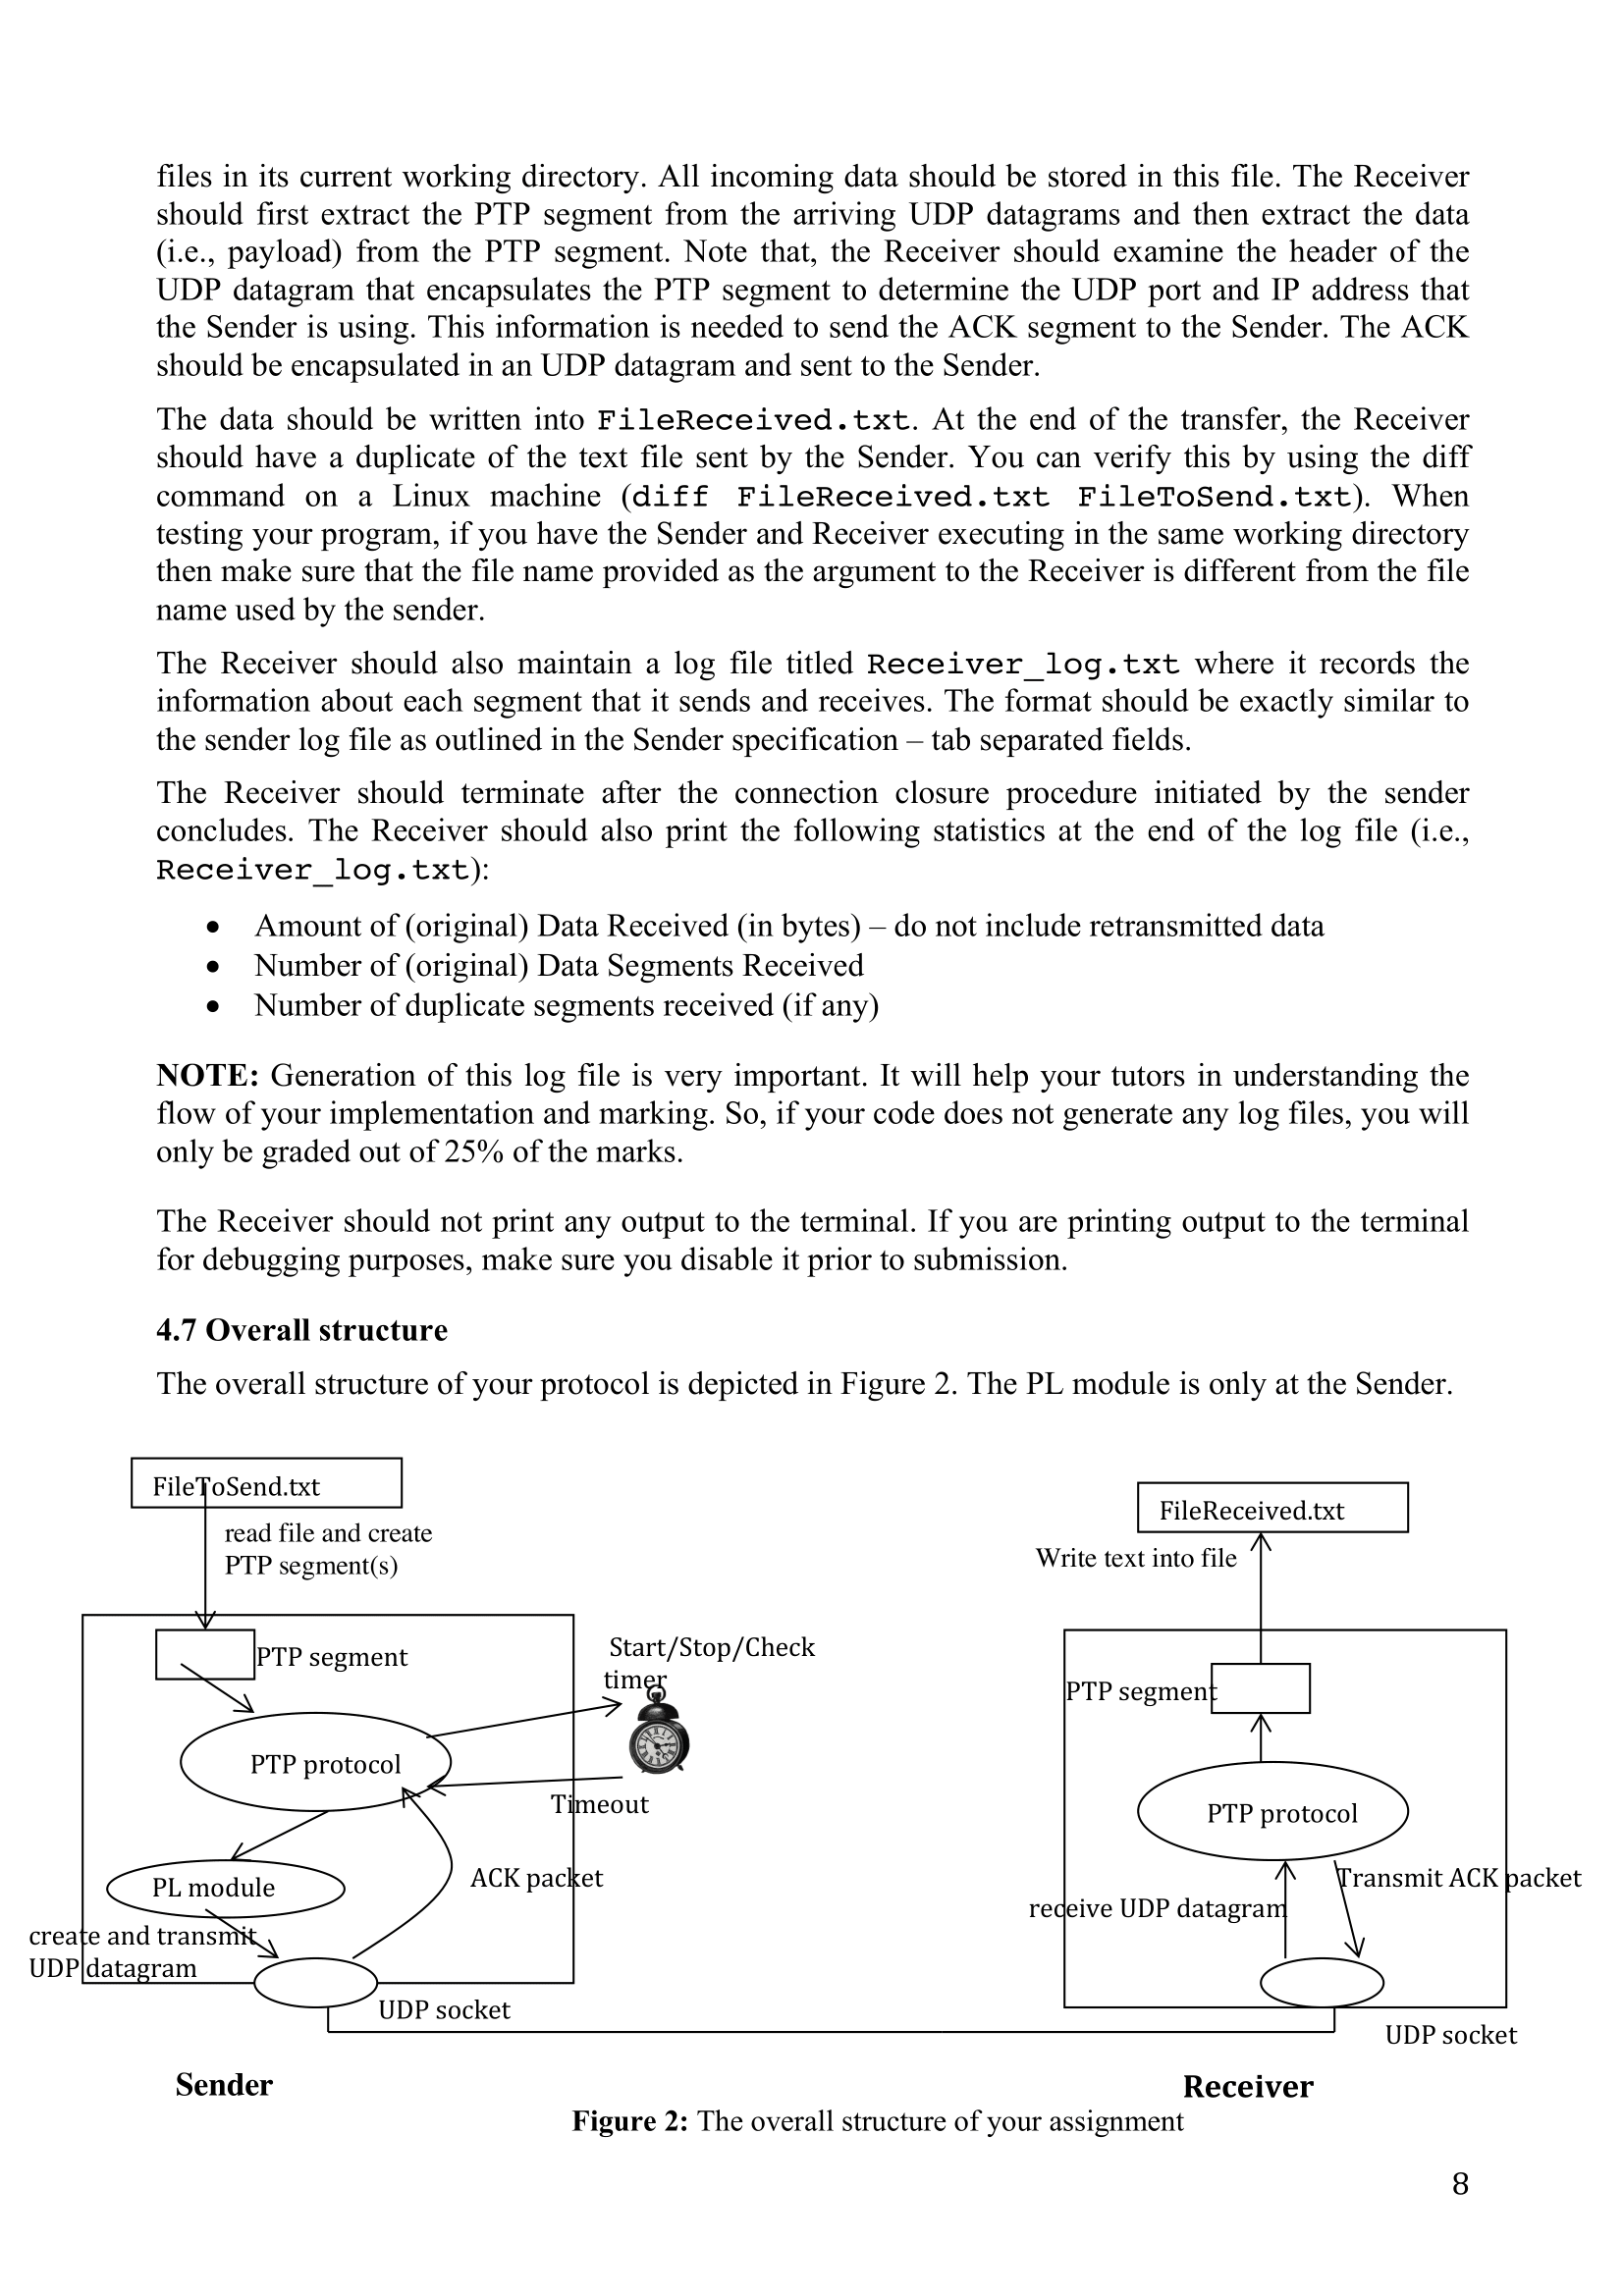 files in its current working directory. All incoming data should be stored in this file. The Receiver
should first extract the PTP segment from the arriving UDP datagrams and then extract the data
(i.e., payload) from the PTP segment. Note that, the Receiver should examine the header of the
UDP datagram that encapsulates the PTP segment to determine the UDP port and IP address that
the Sender is using. This information is needed to send the ACK segment to the Sender. The ACK
should be encapsulated in an UDP datagram and sent to the Sender.
The data should be written into FileReceived.txt. At the end of the transfer, the Receiver
should have a duplicate of the text file sent by the Sender. You can verify this by using the diff
command on a Linux machine (diff FileReceived.txt FileToSend.txt). When
testing your program, if you have the Sender and Receiver executing in the same working directory
then make sure that the file name provided as the argument to the Receiver is different from the file
name used by the sender.
The Receiver should also maintain a log file titled Receiver_log.txt where it records the
information about each segment that it sends and receives. The format should be exactly similar to
the sender log file as outlined in the Sender specification – tab separated fields.
The Receiver should terminate after the connection closure procedure initiated by the sender
concludes. The Receiver should also print the following statistics at the end of the log file (i.e.,
Receiver_log.txt):
• Amount of (original) Data Received (in bytes) – do not include retransmitted data
• Number of (original) Data Segments Received
• Number of duplicate segments received (if any)
NOTE: Generation of this log file is very important. It will help your tutors in understanding the
flow of your implementation and marking. So, if your code does not generate any log files, you will
only be graded out of 25% of the marks.
The Receiver should not print any output to the terminal. If you are printing output to the terminal
for debugging purposes, make sure you disable it prior to submission.
4.7 Overall structure
The overall structure of your protocol is depicted in Figure 2. The PL module is only at the Sender.
FileToSend.txt
read file and create
PTP segment(s)
PTP segment
Start/Stop/Check
timer
PTP protocol
Timeout
ACK packet
PL module
create and transmit
UDP datagram
UDP socket
Sender
FileReceived.txt
Write text into file
PTP segment
PTP protocol
Transmit ACK packet
receive UDP datagram
UDP socket
Receiver
Figure 2: The overall structure of your assignment
8